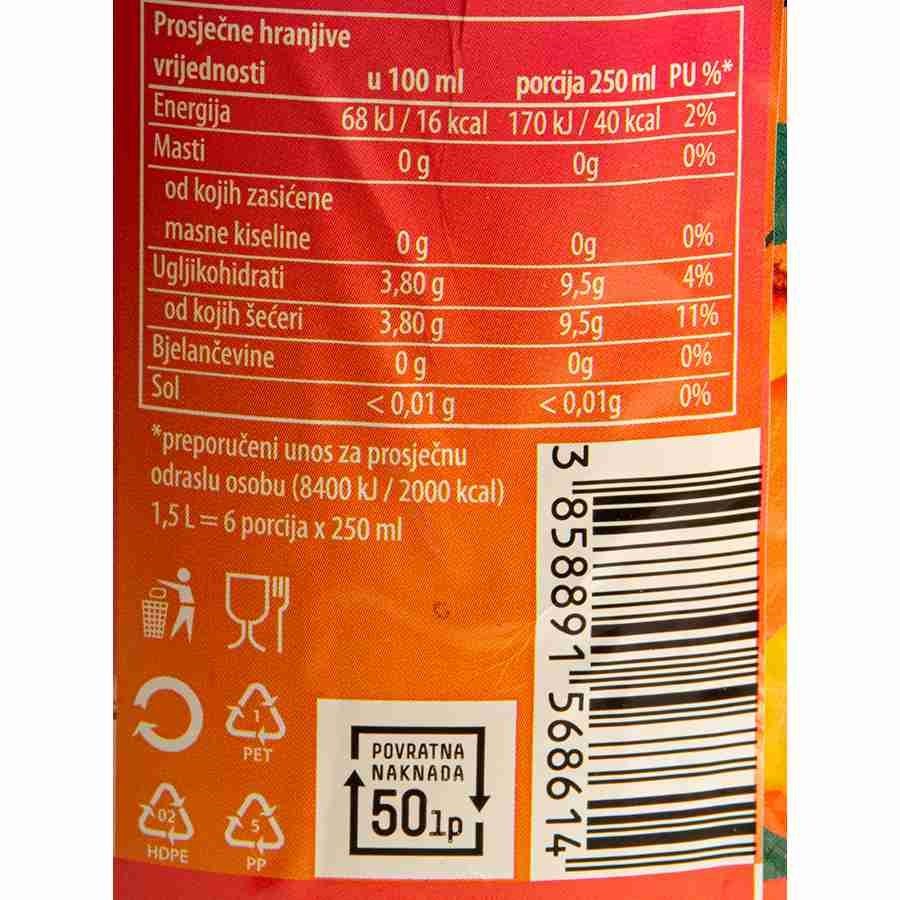 Prosječne hranjive
vrijednosti u 100 ml porcija 250 ml PU %*
Energija 68 kJ / 16 kcal 170 kJ / 40 kcal 2%
Masti 0 g 0g 0%
od kojih zasićene
masne kiseline 0 g 0g 0%
Ugljikohidrati 3,80 g 9,5g 4%
od kojih šećeri 3,80 g 9,5g 11%
Bjelančevine 0 g 0g 0%
Sol < 0,01 g < 0,01g 0%
*preporučeni unos za prosječnu
odraslu osobu (8400 kJ / 2000 kcal)
1,5 L = 6 porcija x 250 ml
3 858891 568614
1
PET
02
HDPE
5
PP
POVRATNA
NAKNADA
50lp